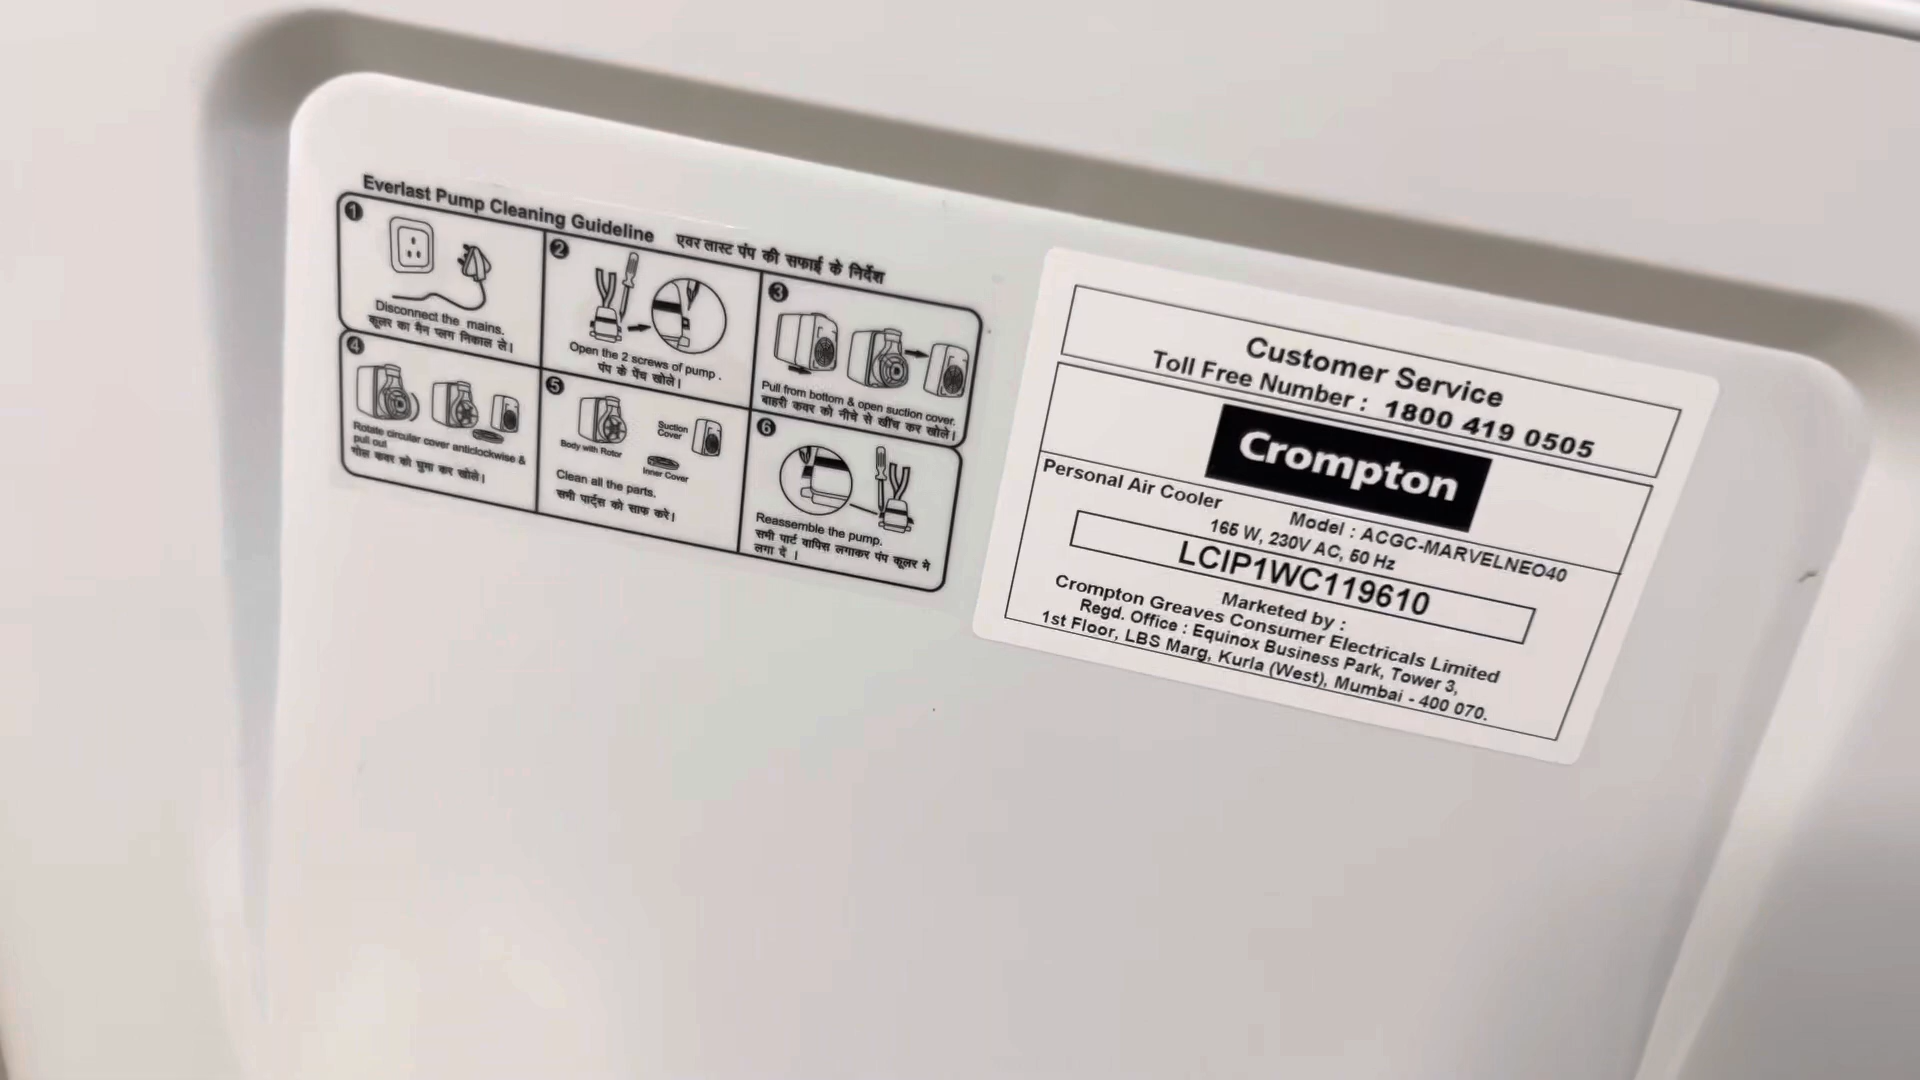 Everlast Pump Cleaning Guideline एवर लास्ट पंप की सफाई के निर्देश
1
Disconnect the mains.
कूलर का मैन प्लग निकाल ले।
2
Open the 2 screws of pump .
पंप के पेंच खोले।
3
Pull from bottom & open suction cover.
बाहरी कवर को नीचे से खींच कर खोले।
4
Rotate circular cover anticlockwise &
pull out
गोल कवर को घुमा कर खोले।
5
Body with Rotor
Suction
Cover
Inner Cover
Clean all the parts.
सभी पार्ट्स को साफ करे।
6
Reassemble the pump.
सभी पार्ट वापिस लगाकर पंप कूलर मे
लगा दें ।
Customer Service
Toll Free Number : 1800 419 0505
Crompton
Personal Air Cooler
Model : ACGC-MARVELNEO40
165 W, 230V AC, 50 Hz
LCIP1WC119610
Marketed by :
Crompton Greaves Consumer Electricals Limited
Regd. Office : Equinox Business Park, Tower 3,
1st Floor, LBS Marg, Kurla (West), Mumbai - 400 070.